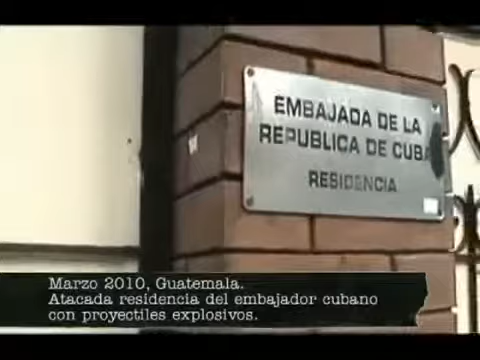 EMBAJADA DE LA
REPUBLICA DE CUBA
RESIDENCIA
Marzo 2010, Guatemala.
Atacada residencia del embajador cubano
con proyectiles explosivos.